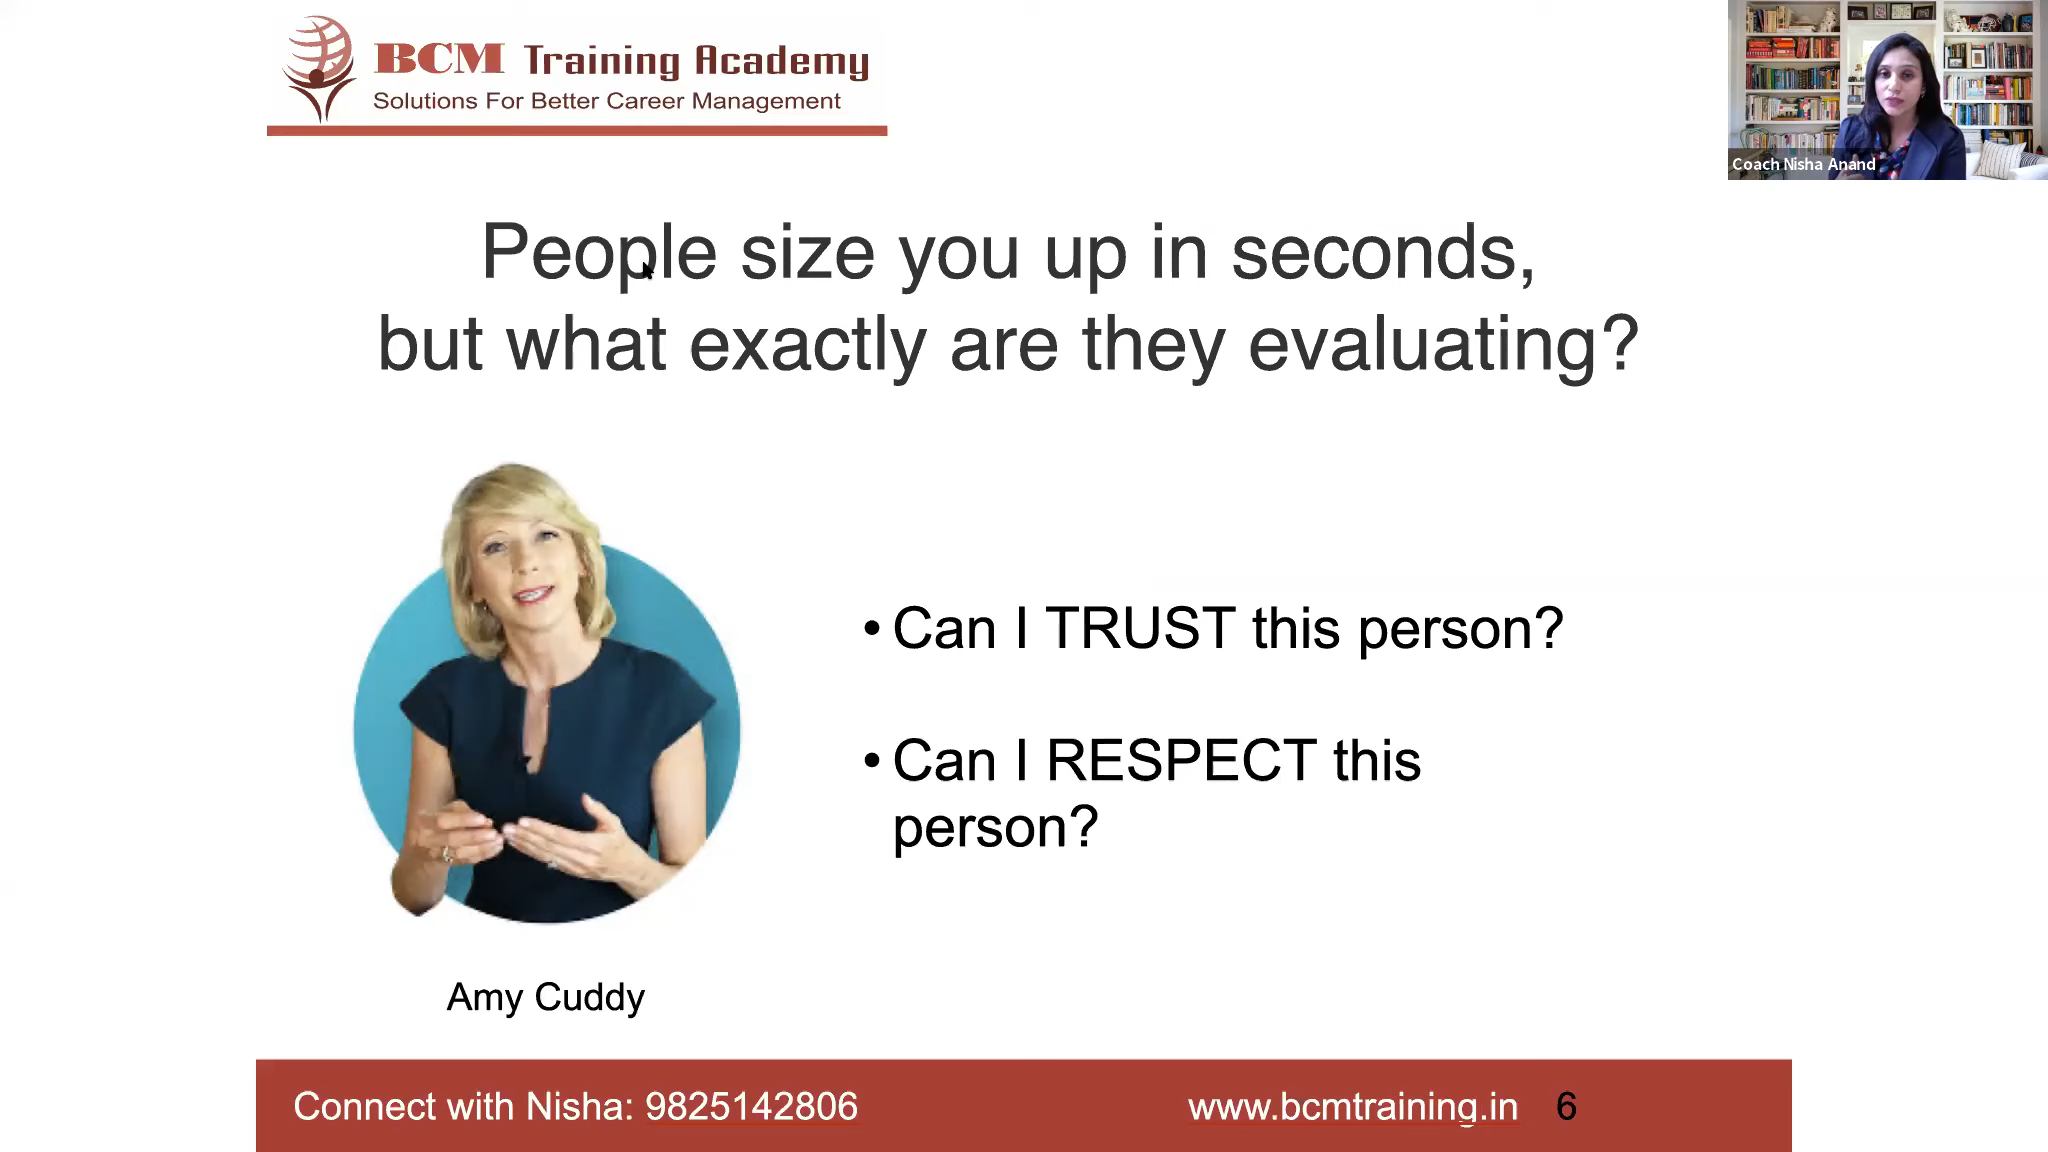 BCM Training Academy
Solutions For Better Career Management
Coach Nisha Anand
People size you up in seconds,
but what exactly are they evaluating?
• Can I TRUST this person?
• Can I RESPECT this
person?
Amy Cuddy
Connect with Nisha: 9825142806
www.bcmtraining.in 6